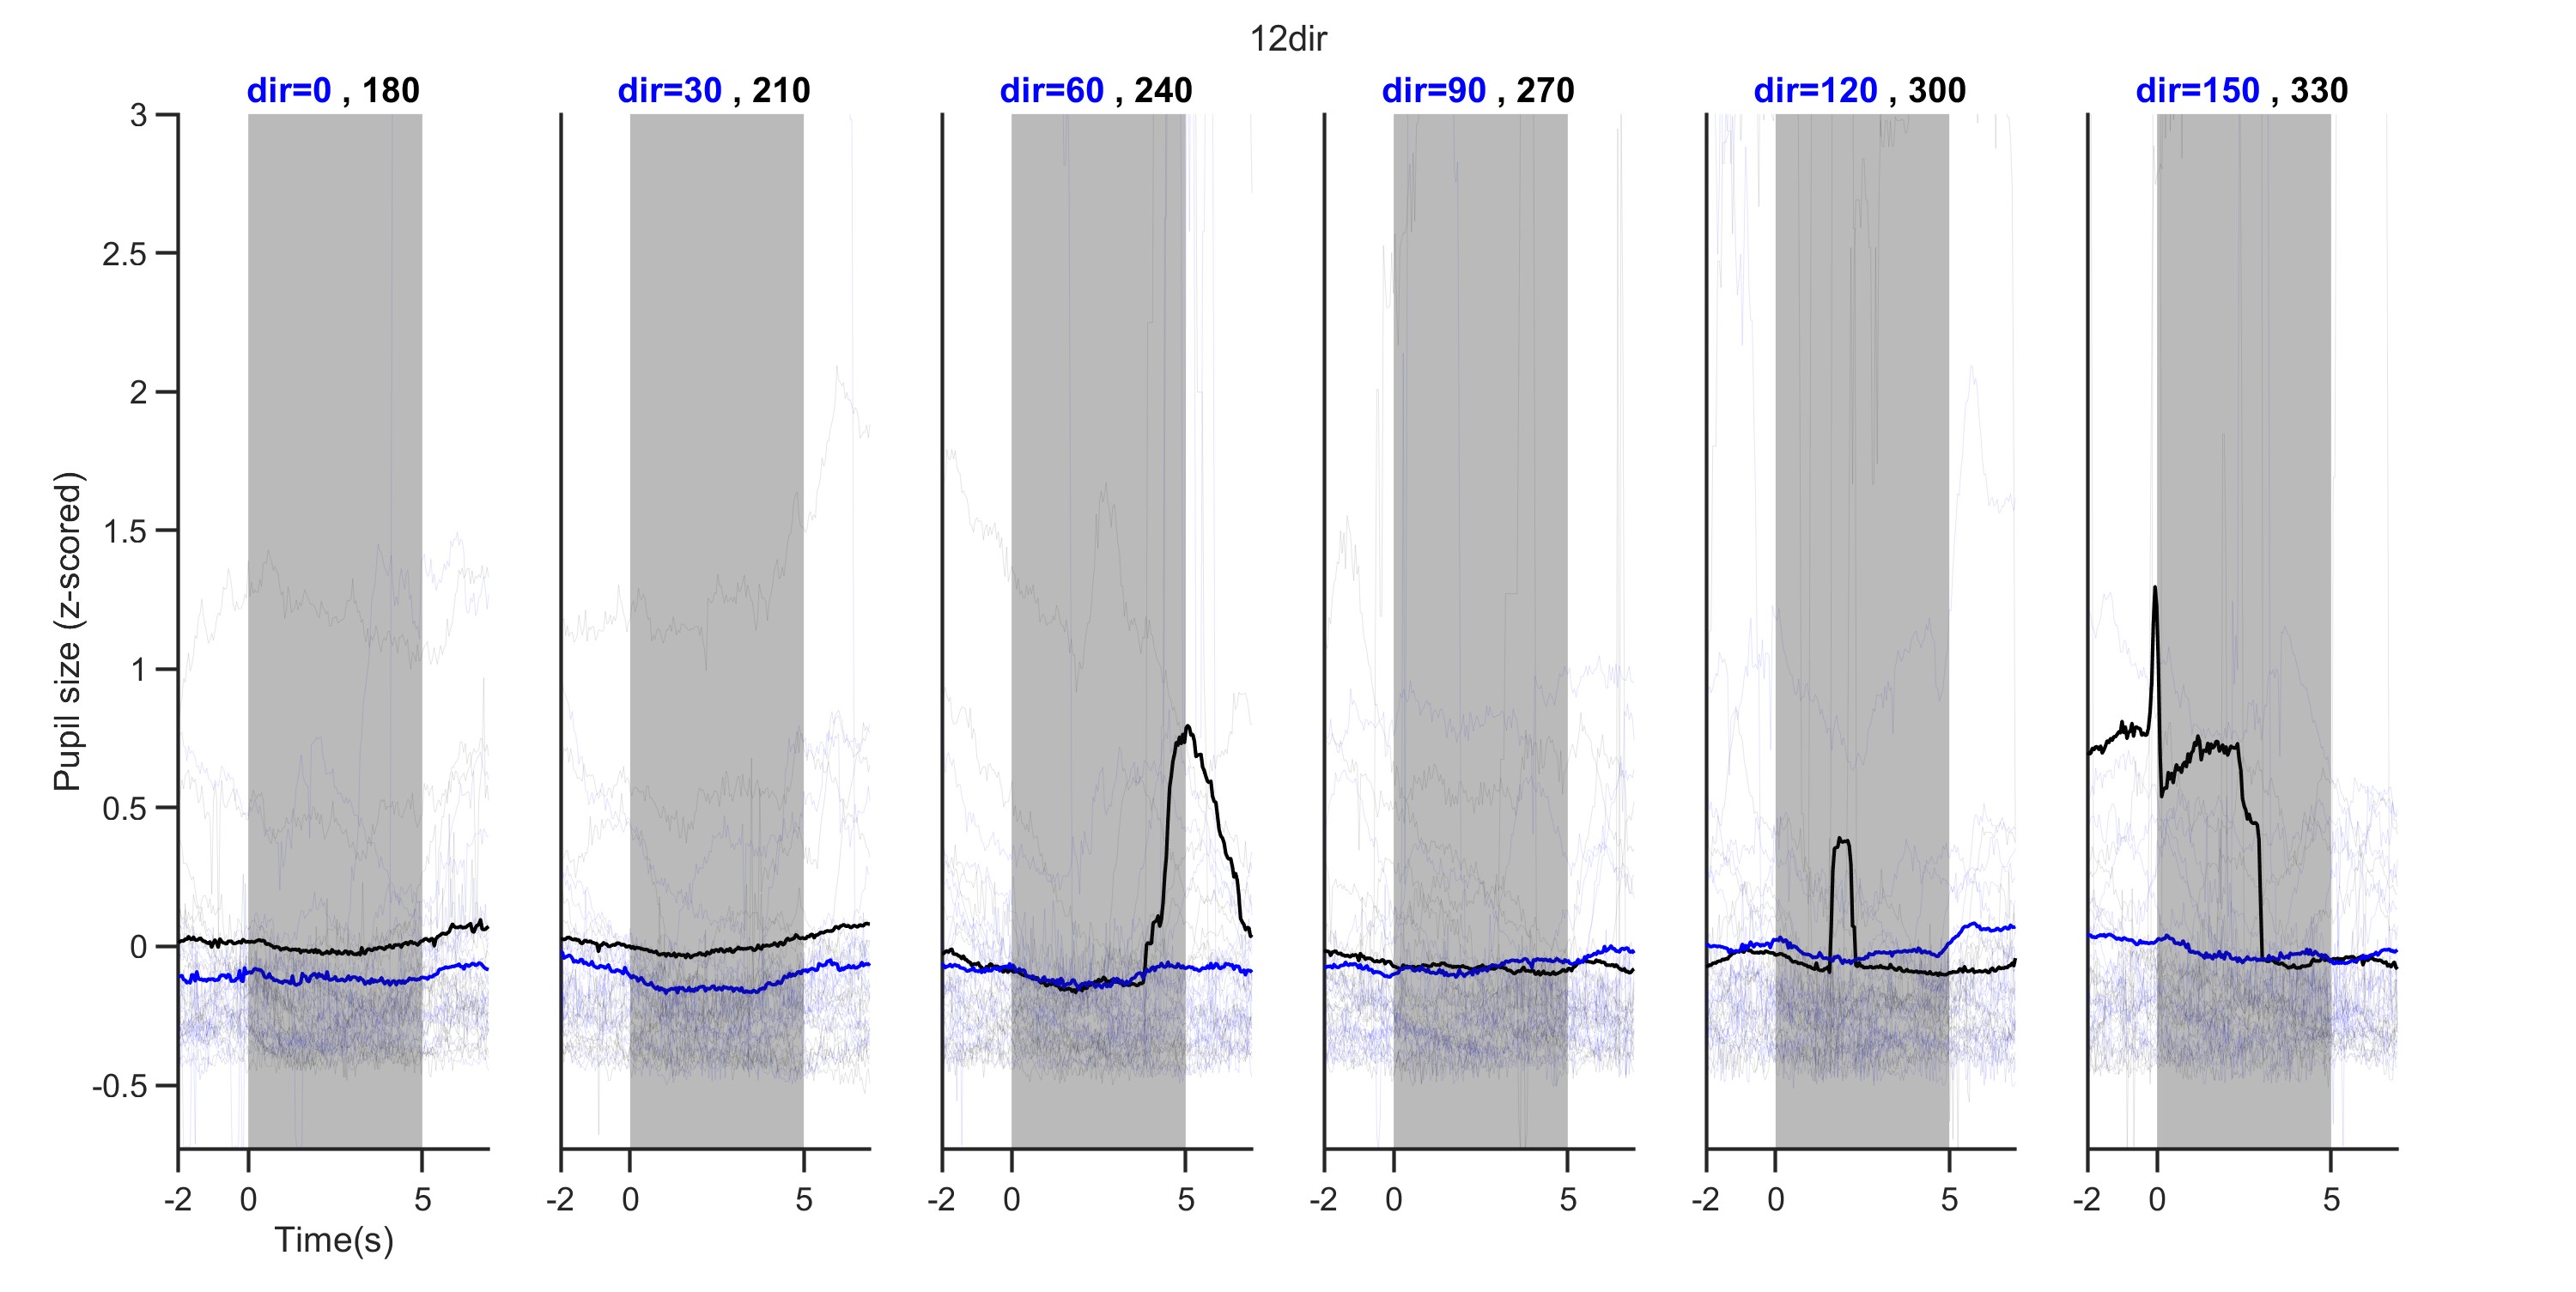 12dir
dir=0 , 180
dir=30 , 210
dir=60 , 240
dir=90 , 270
dir=120 , 300
dir=150 , 330
Pupil size (z-scored)
3
2.5
2
1.5
1
0.5
0
-0.5
-2 0 5
-2 0 5
-2 0 5
-2 0 5
-2 0 5
-2 0 5
Time(s)